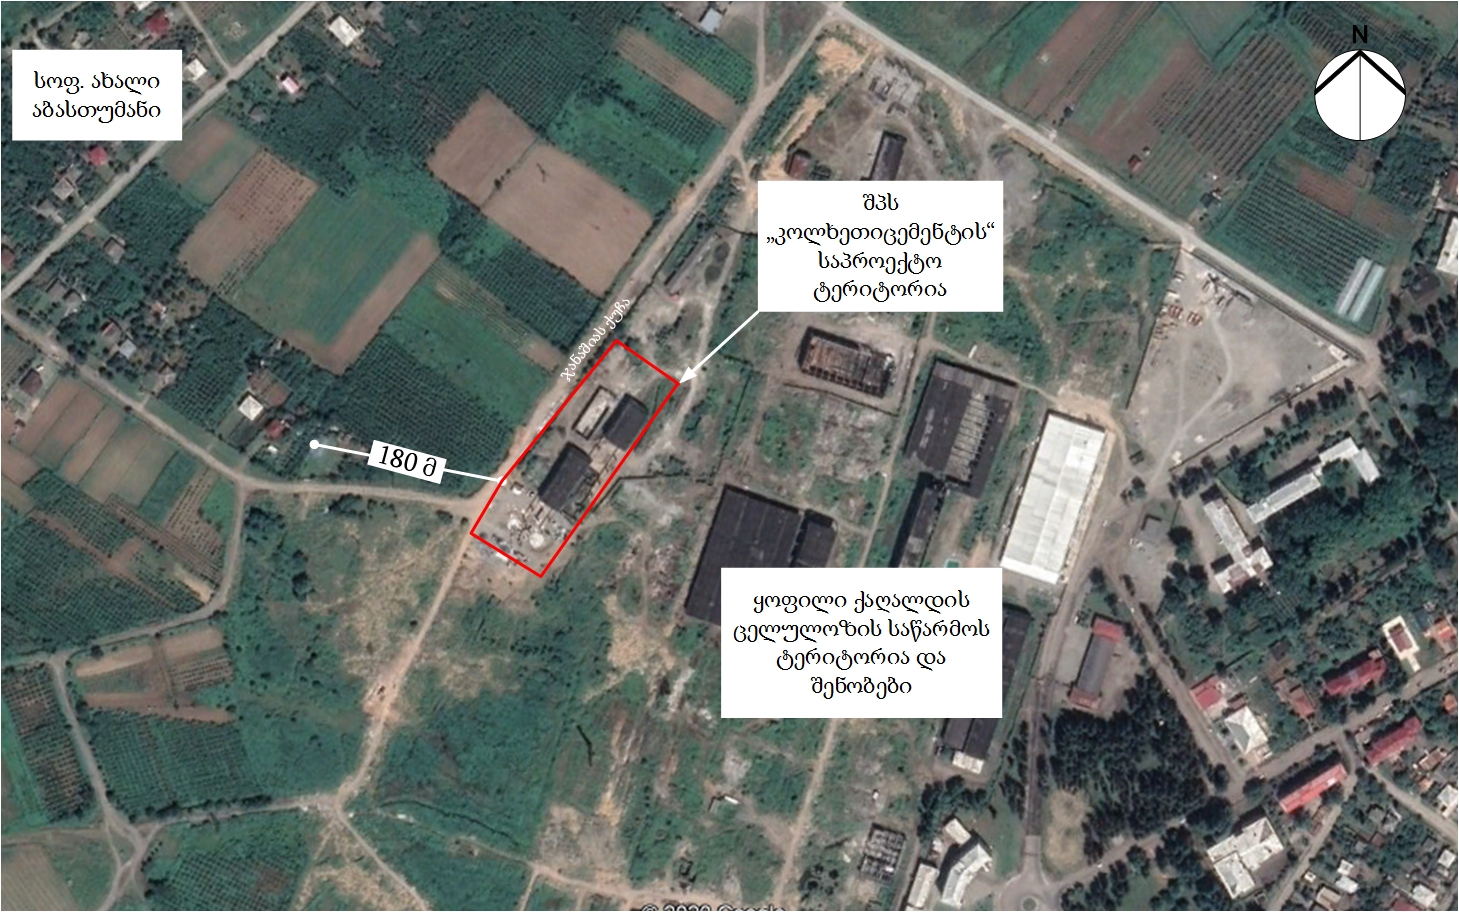 N
სოფ. ახალი
აბასთუმანი
შპს
„კოლხეთიცემენტის“
საპროექტო
ტერიტორია
ჯანაშიას ქუჩა
180 მ
ყოფილი ქაღალდის
ცელულოზის საწარმოს
ტერიტორია და
შენობები